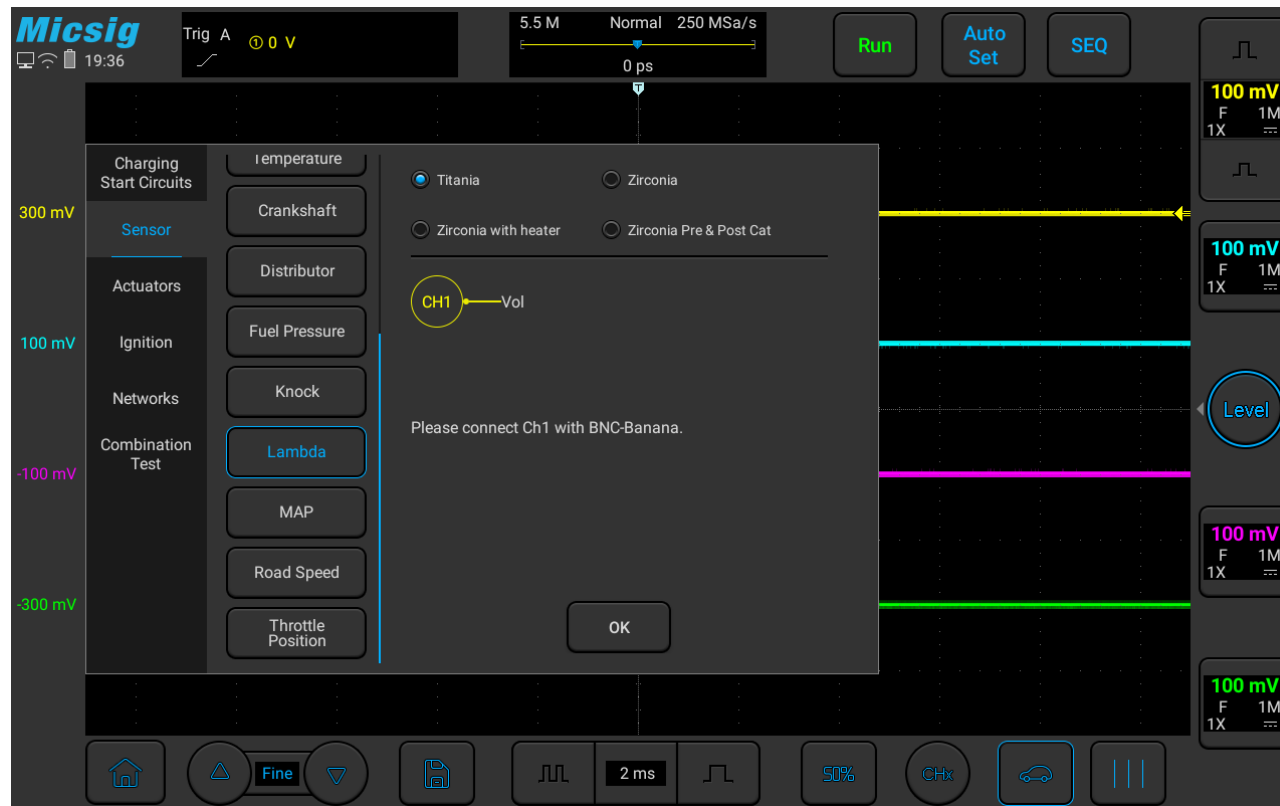 Micsig
19:36
Trig A ① 0 V
5.5 M Normal 250 MSa/s
0 ps
Run
Auto
Set
SEQ
T
100 mV
F 1M
1X
300 mV
100 mV
-100 mV
-300 mV
Charging
Start Circuits
Sensor
Actuators
Ignition
Networks
Combination
Test
Temperature
Crankshaft
Distributor
Fuel Pressure
Knock
Lambda
MAP
Road Speed
Throttle
Position
Titania
Zirconia
Zirconia with heater
Zirconia Pre & Post Cat
CH1 Vol
Please connect Ch1 with BNC-Banana.
OK
100 mV
F 1M
1X
Level
100 mV
F 1M
1X
100 mV
F 1M
1X
Fine
2 ms
50%
CHx